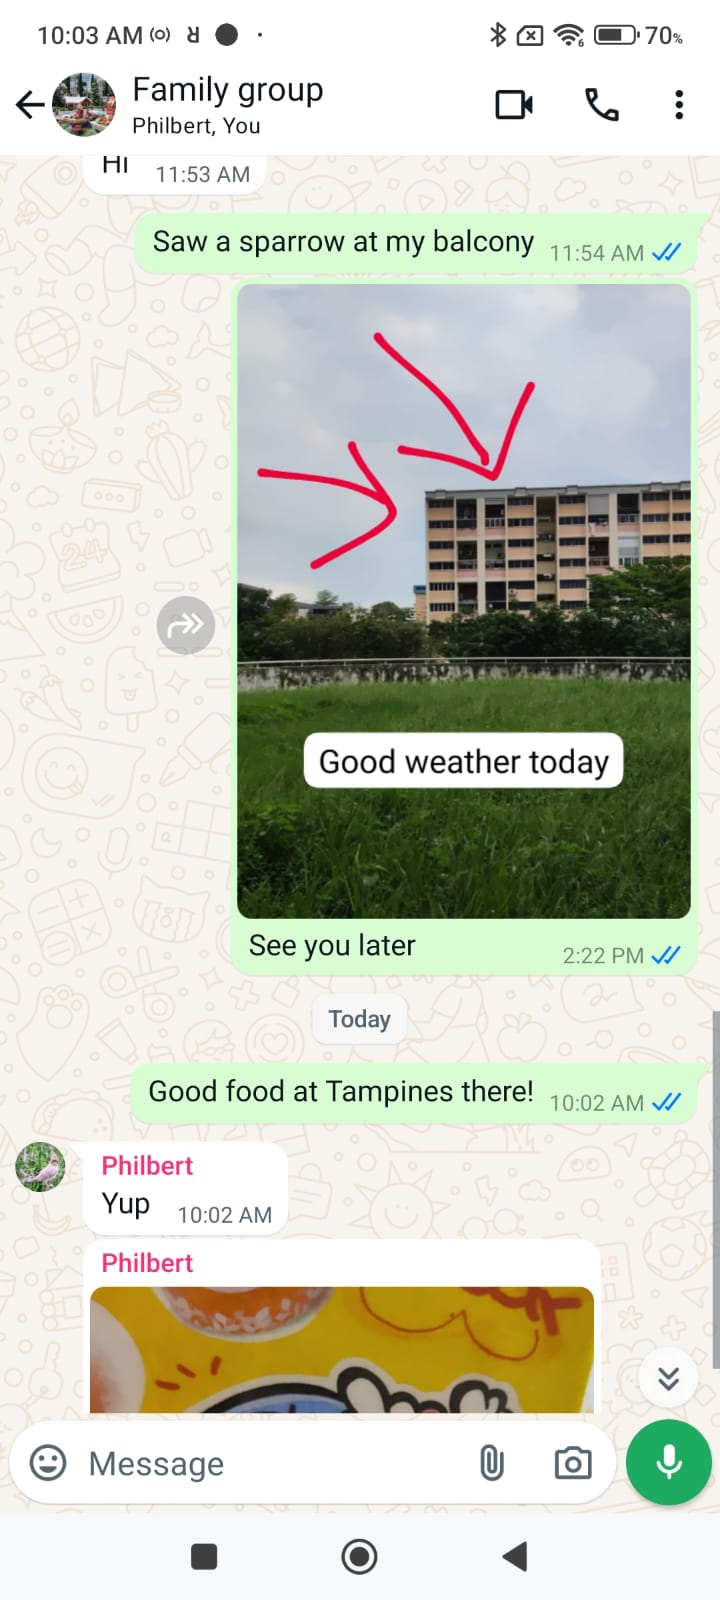 10:03 AM
70%
Family group
Philbert, You
Hi 11:53 AM
Saw a sparrow at my balcony 11:54 AM
Good weather today
See you later 2:22 PM
Today
Good food at Tampines there! 10:02 AM
Philbert
Yup 10:02 AM
Philbert
Message